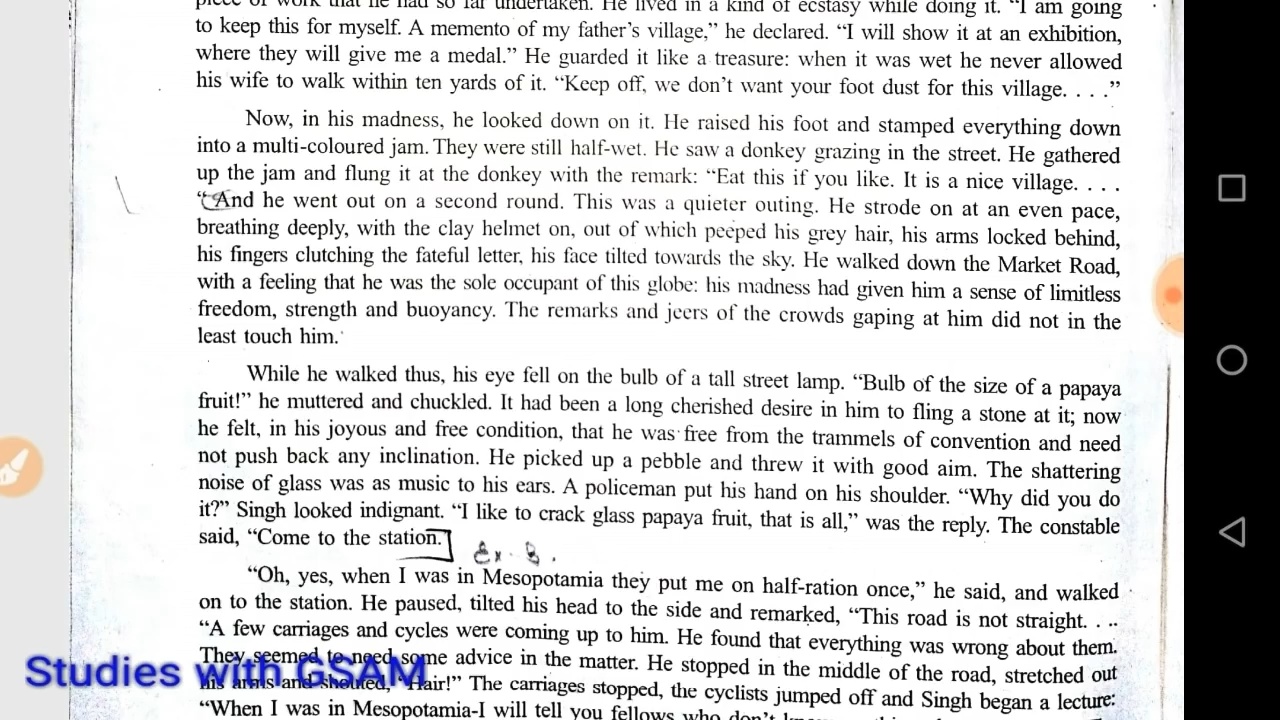 piece of work that he had so far undertaken. He lived in a kind of ecstasy while doing it. “I am going
to keep this for myself. A memento of my father’s village,” he declared. “I will show it at an exhibition,
where they will give me a medal.” He guarded it like a treasure: when it was wet he never allowed
his wife to walk within ten yards of it. “Keep off, we don’t want your foot dust for this village. . . .”
Now, in his madness, he looked down on it. He raised his foot and stamped everything down
into a multi-coloured jam. They were still half-wet. He saw a donkey grazing in the street. He gathered
up the jam and flung it at the donkey with the remark: “Eat this if you like. It is a nice village. . . .
“And he went out on a second round. This was a quieter outing. He strode on at an even pace,
breathing deeply, with the clay helmet on, out of which peeped his grey hair, his arms locked behind,
his fingers clutching the fateful letter, his face tilted towards the sky. He walked down the Market Road,
with a feeling that he was the sole occupant of this globe: his madness had given him a sense of limitless
freedom, strength and buoyancy. The remarks and jeers of the crowds gaping at him did not in the
least touch him.
While he walked thus, his eye fell on the bulb of a tall street lamp. “Bulb of the size of a papaya
fruit!” he muttered and chuckled. It had been a long cherished desire in him to fling a stone at it; now
he felt, in his joyous and free condition, that he was free from the trammels of convention and need
not push back any inclination. He picked up a pebble and threw it with good aim. The shattering
noise of glass was as music to his ears. A policeman put his hand on his shoulder. “Why did you do
it?” Singh looked indignant. “I like to crack glass papaya fruit, that is all,” was the reply. The constable
said, “Come to the station.”
“Oh, yes, when I was in Mesopotamia they put me on half-ration once,” he said, and walked
on to the station. He paused, tilted his head to the side and remarked, “This road is not straight. . ..
“A few carriages and cycles were coming up to him. He found that everything was wrong about them.
They seemed to need some advice in the matter. He stopped in the middle of the road, stretched out
his arms and shouted, “Hair!” The carriages stopped, the cyclists jumped off and Singh began a lecture:
“When I was in Mesopotamia-I will tell you fellows who don’t know
Studies with GSAM